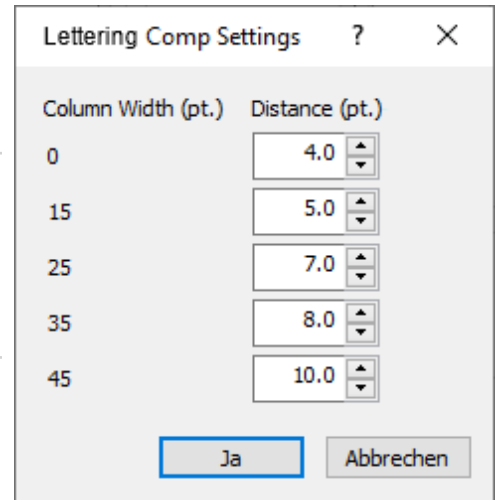 Lettering Comp Settings ?
Column Width (pt.) Distance (pt.)
0 4.0
15 5.0
25 7.0
35 8.0
45 10.0
Ja Abbrechen